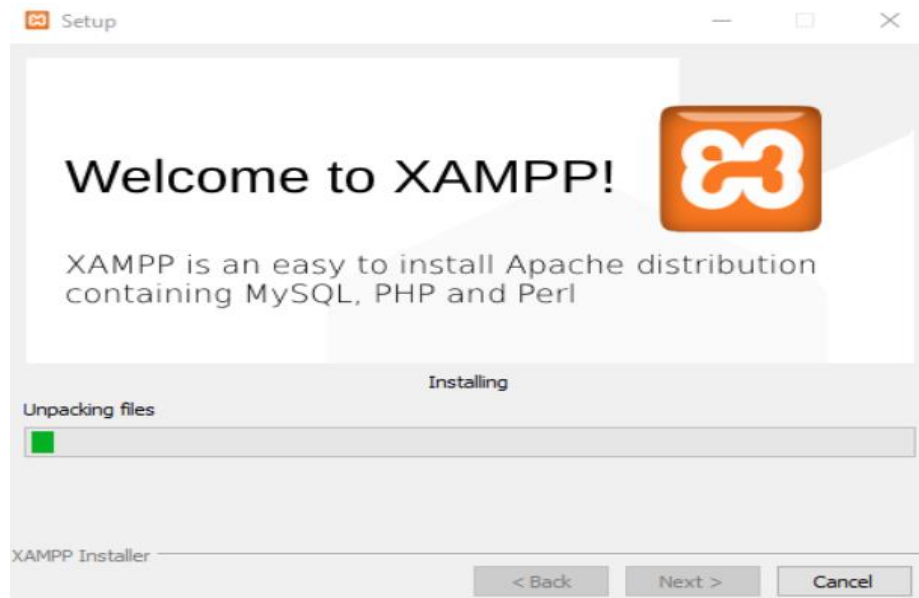 Setup
Welcome to XAMPP!
XAMPP is an easy to install Apache distribution
containing MySQL, PHP and Perl
Installing
Unpacking files
XAMPP Installer
< Back
Next >
Cancel